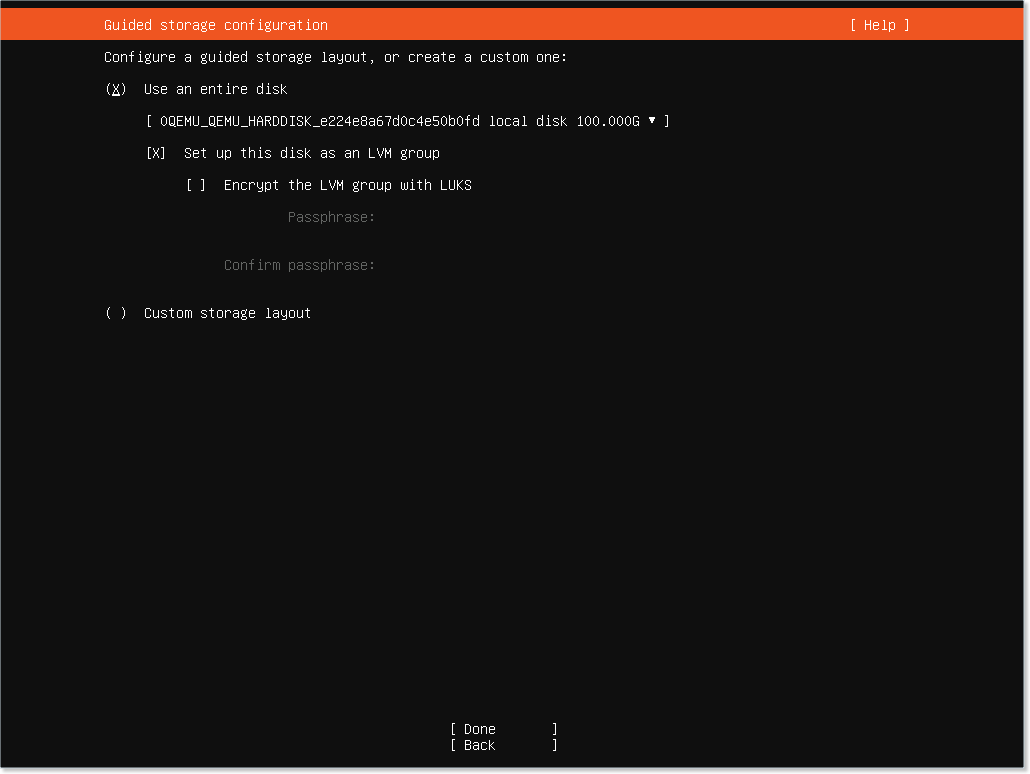 Guided storage configuration [ Help ]
Configure a guided storage layout, or create a custom one:
(X) Use an entire disk
[ 0QEMU_QEMU_HARDDISK_e224e8a67d0c4e50b0fd local disk 100.000G ▾ ]
[X] Set up this disk as an LVM group
[ ] Encrypt the LVM group with LUKS
Passphrase:
Confirm passphrase:
( ) Custom storage layout
[ Done ]
[ Back ]